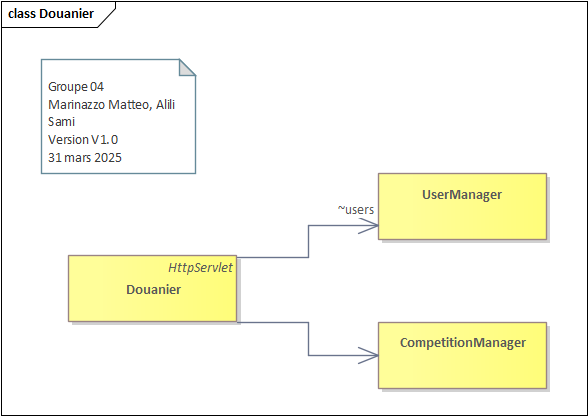 class Douanier
Groupe 04
Marinazzo Matteo, Alili
Sami
Version V1.0
31 mars 2025
UserManager
~users
HttpServlet
Douanier
CompetitionManager